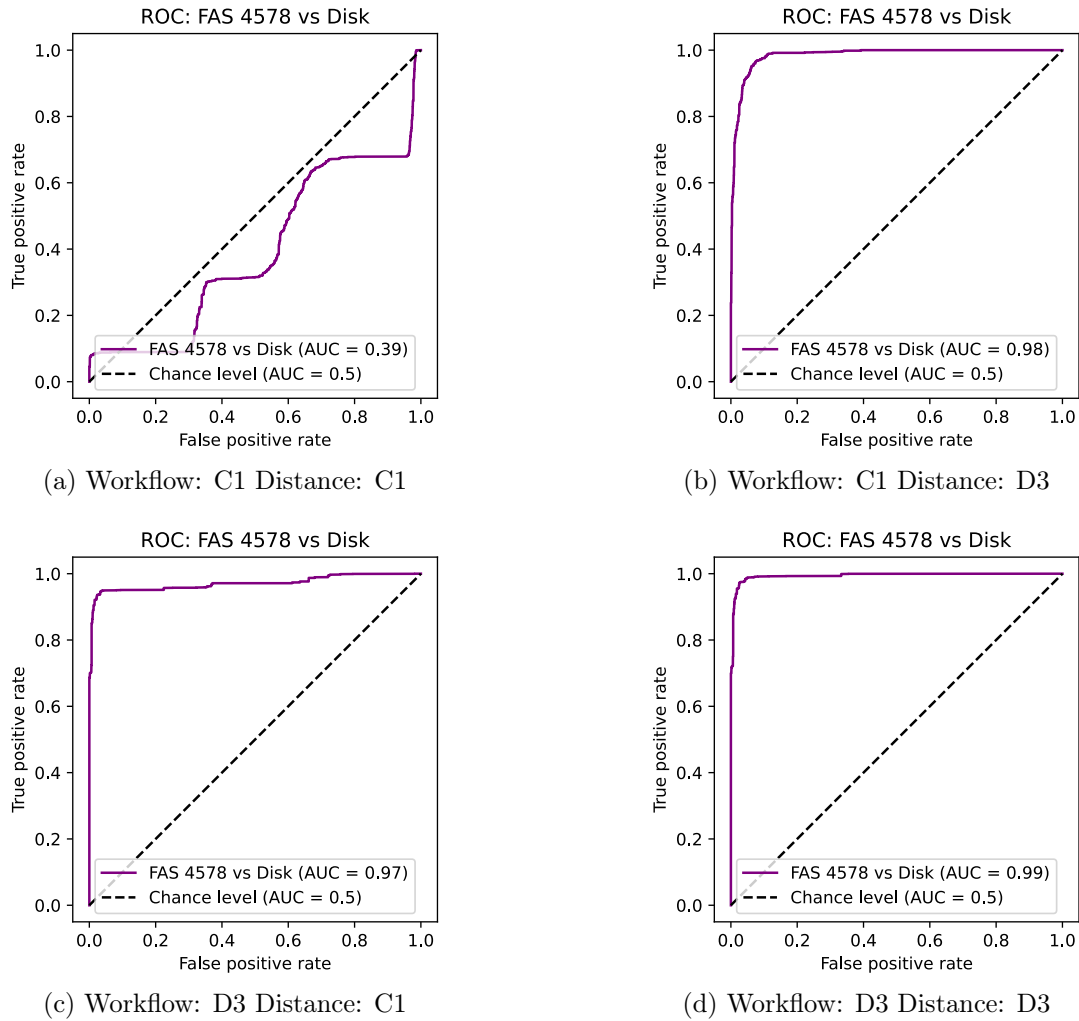 ROC: FAS 4578 vs Disk
True positive rate
1.0
0.8
0.6
0.4
0.2
0.0
FAS 4578 vs Disk (AUC = 0.39)
Chance level (AUC = 0.5)
0.0 0.2 0.4 0.6 0.8 1.0
False positive rate
(a) Workflow: C1 Distance: C1
ROC: FAS 4578 vs Disk
True positive rate
1.0
0.8
0.6
0.4
0.2
0.0
FAS 4578 vs Disk (AUC = 0.98)
Chance level (AUC = 0.5)
0.0 0.2 0.4 0.6 0.8 1.0
False positive rate
(b) Workflow: C1 Distance: D3
ROC: FAS 4578 vs Disk
True positive rate
1.0
0.8
0.6
0.4
0.2
0.0
FAS 4578 vs Disk (AUC = 0.97)
Chance level (AUC = 0.5)
0.0 0.2 0.4 0.6 0.8 1.0
False positive rate
(c) Workflow: D3 Distance: C1
ROC: FAS 4578 vs Disk
True positive rate
1.0
0.8
0.6
0.4
0.2
0.0
FAS 4578 vs Disk (AUC = 0.99)
Chance level (AUC = 0.5)
0.0 0.2 0.4 0.6 0.8 1.0
False positive rate
(d) Workflow: D3 Distance: D3